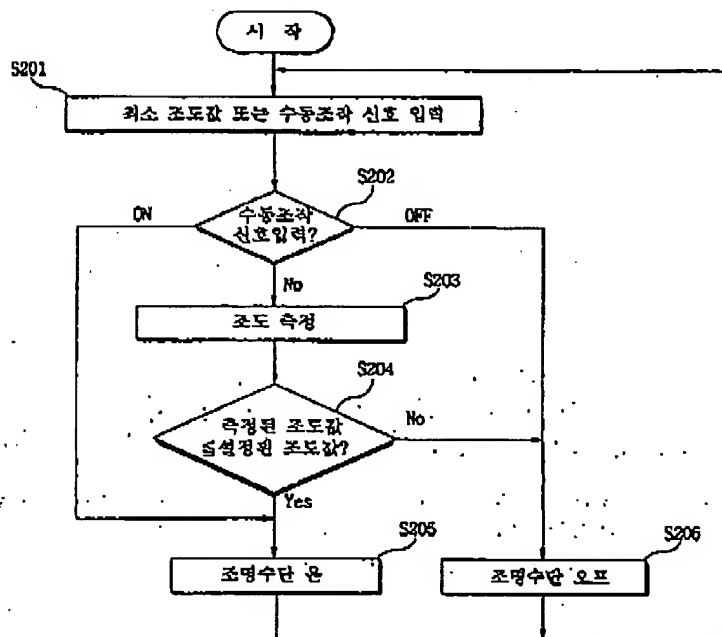 시 작
S201
최소 조도값 또는 수동조작 신호 입력
S202
ON
수동조작
신호입력?
OFF
No
S203
조도 측정
S204
측정된 조도값
≤설정된 조도값?
No
Yes
S205
조명수단 온
S206
조명수단 오프